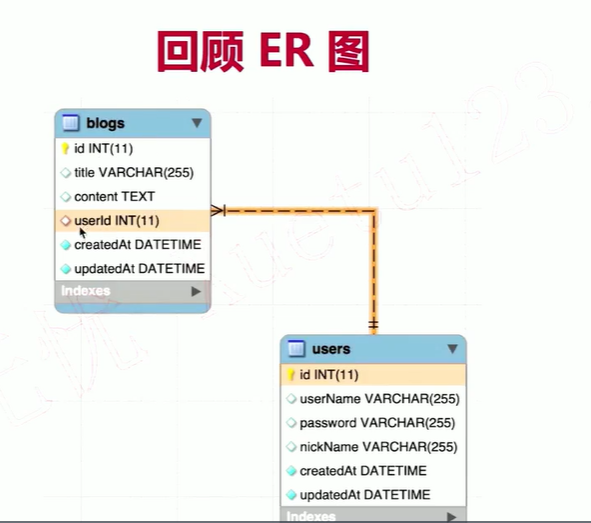 回顾 ER 图
blogs
id INT(11)
title VARCHAR(255)
content TEXT
userId INT(11)
createdAt DATETIME
updatedAt DATETIME
Indexes
users
id INT(11)
userName VARCHAR(255)
password VARCHAR(255)
nickName VARCHAR(255)
createdAt DATETIME
updatedAt DATETIME
Indexes